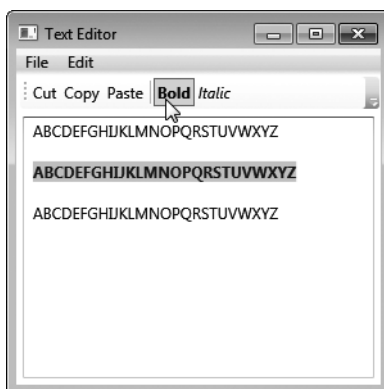 Text Editor
File Edit
Cut Copy Paste Bold Italic
ABCDEFGHIJKLMNOPQRSTUVWXYZ
ABCDEFGHIJKLMNOPQRSTUVWXYZ
ABCDEFGHIJKLMNOPQRSTUVWXYZ